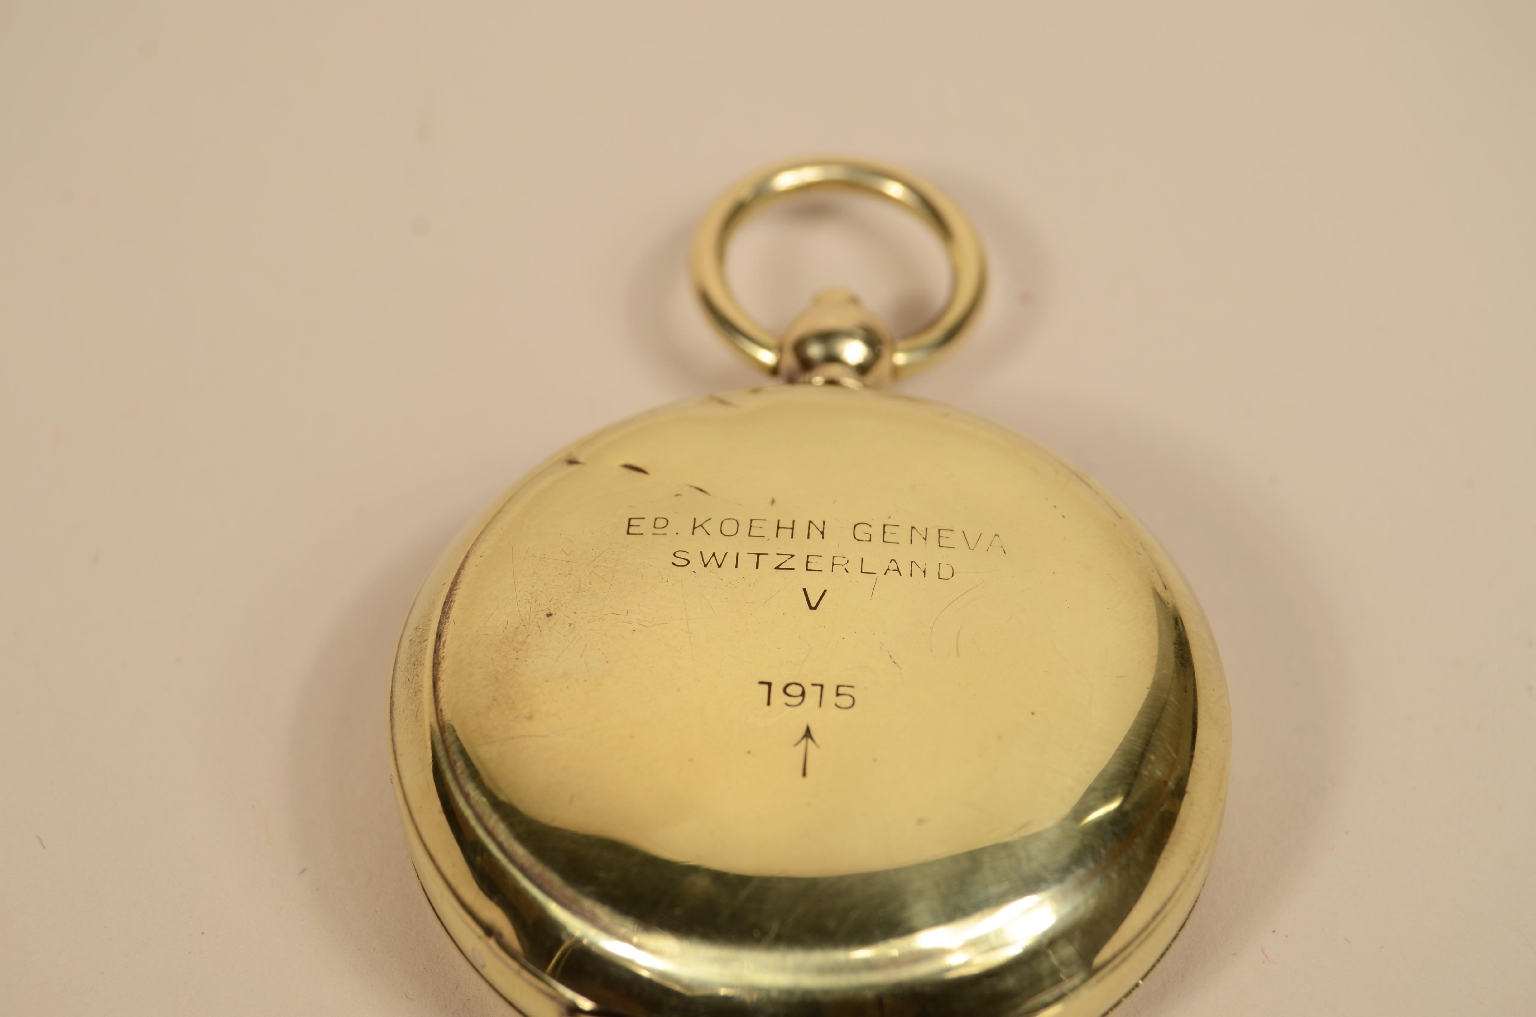 ED. KOEHN GENEVA
SWITZERLAND
V
1915
↑